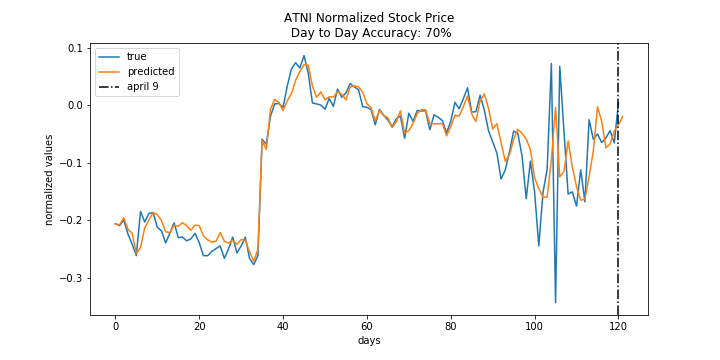 ATNI Normalized Stock Price
Day to Day Accuracy: 70%
true
predicted
april 9
normalized values
0.1
0.0
−0.1
−0.2
−0.3
0
20
40
60
80
100
120
days